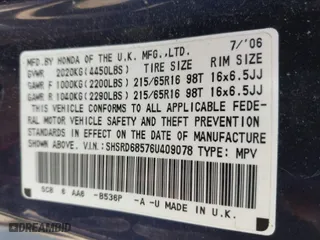 MFD.BY HONDA OF THE U.K. MFG.,LTD. 7/'06
GVWR 2020KG(4450LBS) TIRE SIZE RIM SIZE
GAWR F 1000KG(2200LBS) 215/65R16 98T 16x6.5JJ
GAWR R 1040KG(2290LBS) 215/65R16 98T 16x6.5JJ
THIS VEHICLE CONFORMS TO ALL APPLICABLE FEDE-
RAL MOTOR VEHICLE SAFETY AND THEFT PREVENTION
STANDARDS IN EFFECT ON THE DATE OF MANUFACTURE
SHOWN ABOVE. V.I.N.: SHSRD68576U409078 TYPE: MPV
SCB 6 AA6 -B536P -A -U Made in U.K.